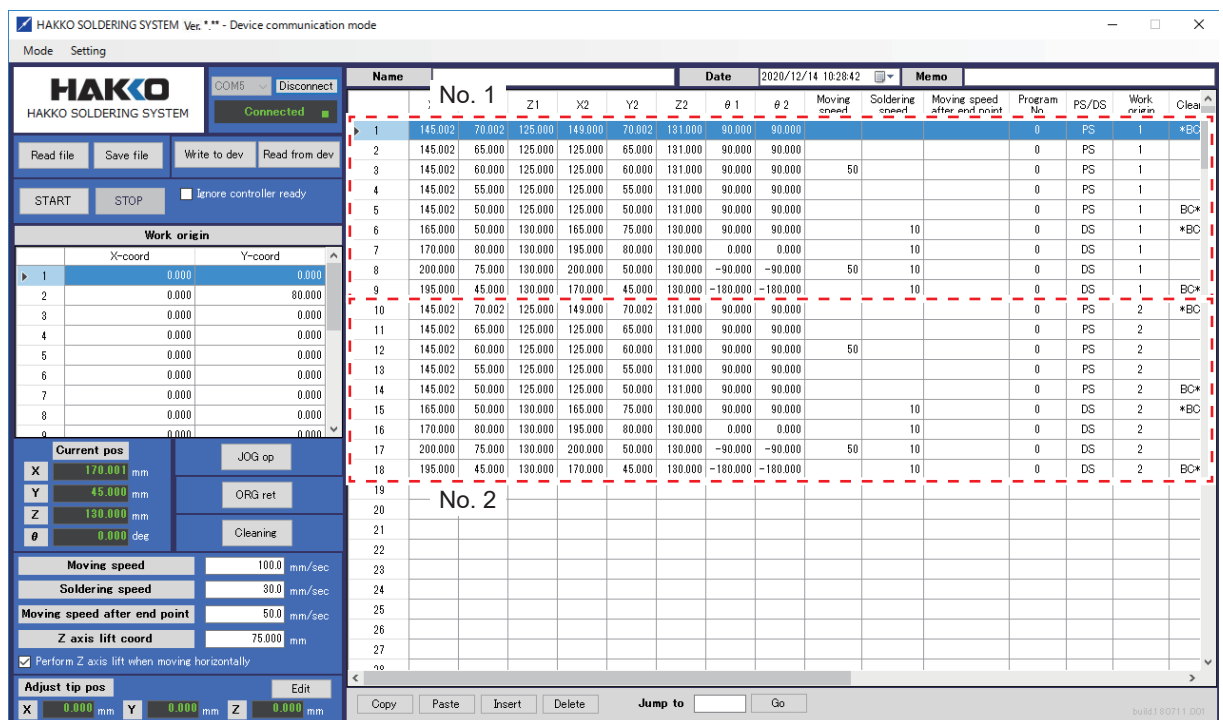 HAKKO SOLDERING SYSTEM Ver. *.** - Device communication mode
Mode Setting
HAKKO
HAKKO SOLDERING SYSTEM
COM5 Disconnect
Connected
Read file Save file Write to dev Read from dev
START STOP Ignore controller ready
Work origin
X-coord Y-coord
1 0.000 0.000
2 0.000 80.000
3 0.000 0.000
4 0.000 0.000
5 0.000 0.000
6 0.000 0.000
7 0.000 0.000
8 0.000 0.000
9 0.000 0.000
Current pos
X 170.001 mm
Y 45.000 mm
Z 130.000 mm
θ 0.000 deg
JOG op
ORG ret
Cleaning
Moving speed 100.0 mm/sec
Soldering speed 30.0 mm/sec
Moving speed after end point 50.0 mm/sec
Z axis lift coord 75.000 mm
Perform Z axis lift when moving horizontally
Adjust tip pos Edit
X 0.000 mm Y 0.000 mm Z 0.000 mm
Name Date 2020/12/14 10:28:42 Memo
No. 1
Z1 X2 Y2 Z2 θ 1 θ 2 Moving speed Soldering speed Moving speed after end point Program No. PS/DS Work origin Clear
1 145.002 70.002 125.000 149.000 70.002 131.000 90.000 90.000 0 PS 1 *BC
2 145.002 65.000 125.000 125.000 65.000 131.000 90.000 90.000 0 PS 1
3 145.002 60.000 125.000 125.000 60.000 131.000 90.000 90.000 50 0 PS 1
4 145.002 55.000 125.000 125.000 55.000 131.000 90.000 90.000 0 PS 1
5 145.002 50.000 125.000 125.000 50.000 131.000 90.000 90.000 0 PS 1 BC*
6 165.000 50.000 130.000 165.000 75.000 130.000 90.000 90.000 10 0 DS 1 *BC
7 170.000 80.000 130.000 195.000 80.000 130.000 0.000 0.000 10 0 DS 1
8 200.000 75.000 130.000 200.000 50.000 130.000 -90.000 -90.000 50 10 0 DS 1
9 195.000 45.000 130.000 170.000 45.000 130.000 -180.000 -180.000 10 0 DS 1 BC*
10 145.002 70.002 125.000 149.000 70.002 131.000 90.000 90.000 0 PS 2 *BC
11 145.002 65.000 125.000 125.000 65.000 131.000 90.000 90.000 0 PS 2
12 145.002 60.000 125.000 125.000 60.000 131.000 90.000 90.000 50 0 PS 2
13 145.002 55.000 125.000 125.000 55.000 131.000 90.000 90.000 0 PS 2
14 145.002 50.000 125.000 125.000 50.000 131.000 90.000 90.000 0 PS 2 BC*
15 165.000 50.000 130.000 165.000 75.000 130.000 90.000 90.000 10 0 DS 2 *BC
16 170.000 80.000 130.000 195.000 80.000 130.000 0.000 0.000 10 0 DS 2
17 200.000 75.000 130.000 200.000 50.000 130.000 -90.000 -90.000 50 10 0 DS 2
18 195.000 45.000 130.000 170.000 45.000 130.000 -180.000 -180.000 10 0 DS 2 BC*
19
No. 2
20
21
22
23
24
25
26
27
28
Copy Paste Insert Delete Jump to Go
build.160711.001